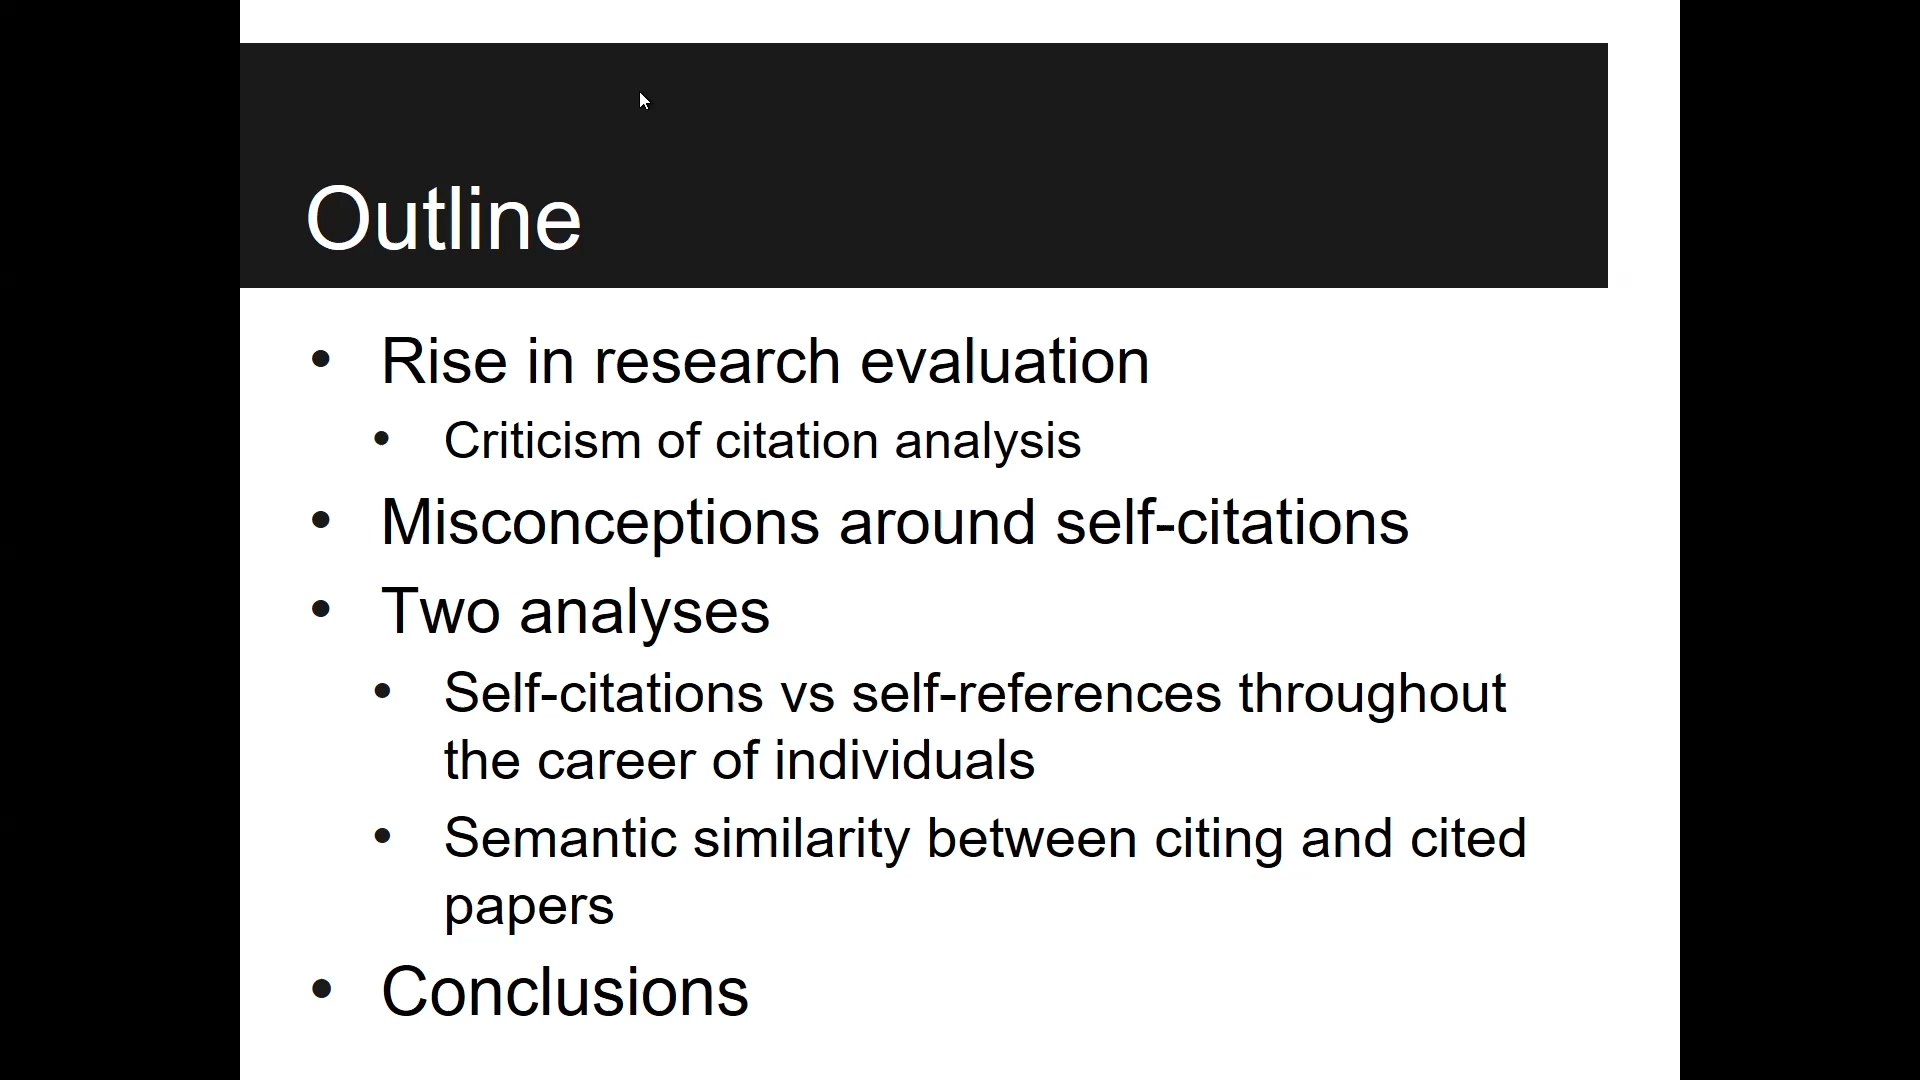 Outline
• Rise in research evaluation
• Criticism of citation analysis
• Misconceptions around self-citations
• Two analyses
• Self-citations vs self-references throughout
the career of individuals
• Semantic similarity between citing and cited
papers
• Conclusions